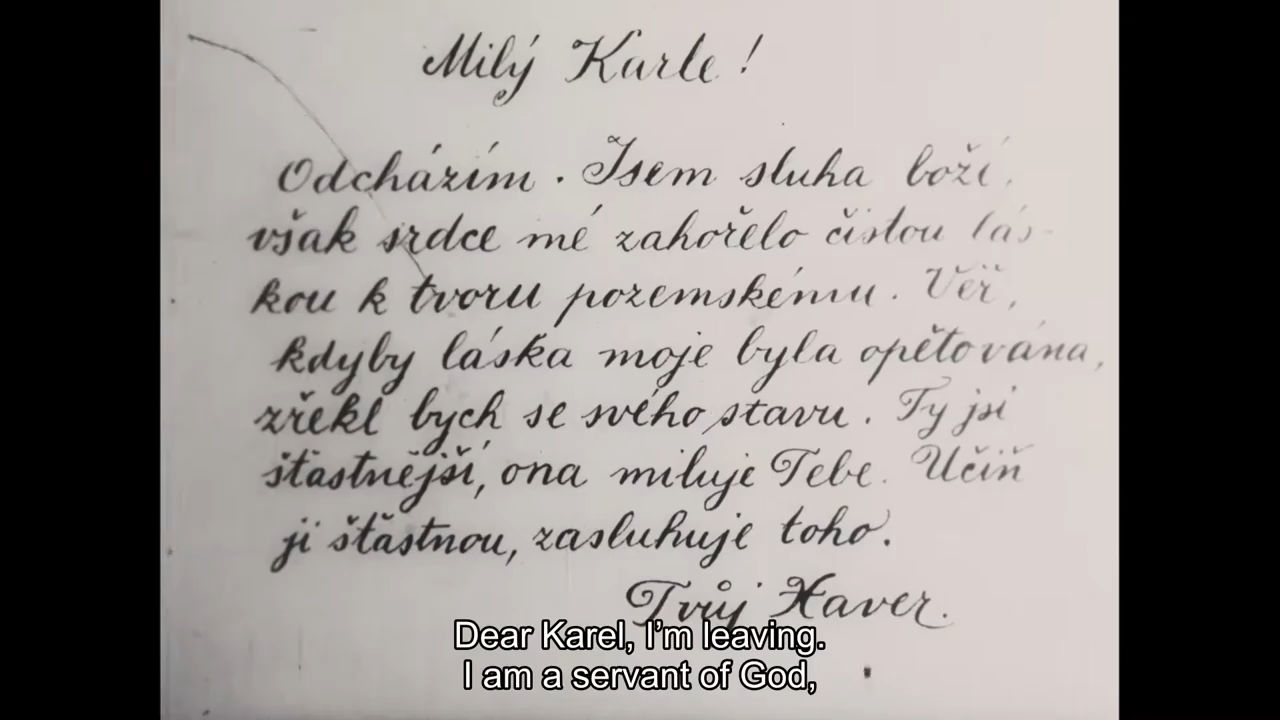 Milý Karle!
Odcházím. Jsem sluha boží,
však srdce mé zahořelo čistou lás-
kou k tvoru pozemskému. Věř,
kdyby láska moje byla opětována,
zřekl bych se svého stavu. Ty jsi
šťastnější, ona miluje Tebe. Učiň
ji šťastnou, zasluhuje toho.
Tvůj Xaver.
Dear Karel, I'm leaving.
I am a servant of God,